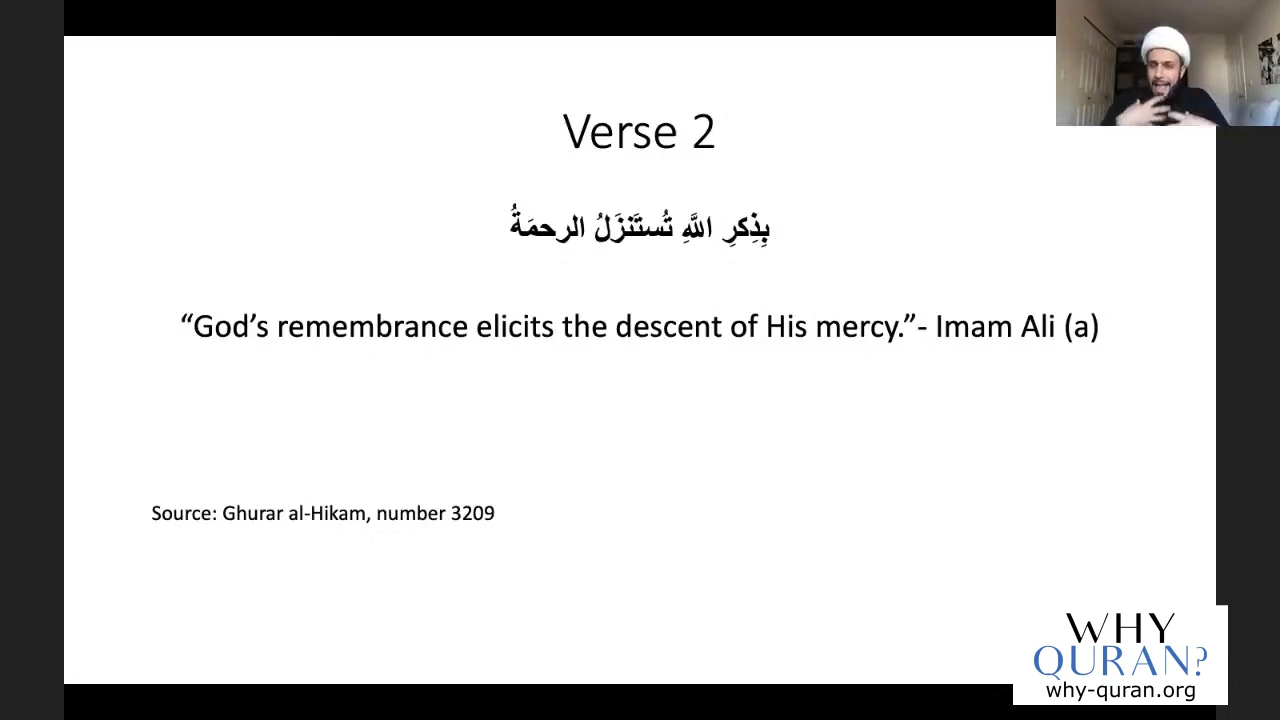 Verse 2
بِذِكرِ اللَّهِ تُستَنزَلُ الرحمَةُ
“God’s remembrance elicits the descent of His mercy.”- Imam Ali (a)
Source: Ghurar al-Hikam, number 3209
WHY
QURAN?
why-quran.org